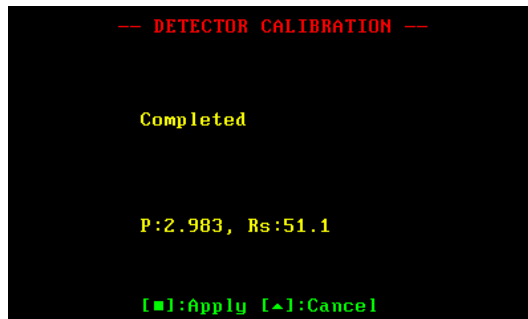 —— DETECTOR CALIBRATION ——
Completed
P:2.983, Rs:51.1
[■]:Apply [▲]:Cancel